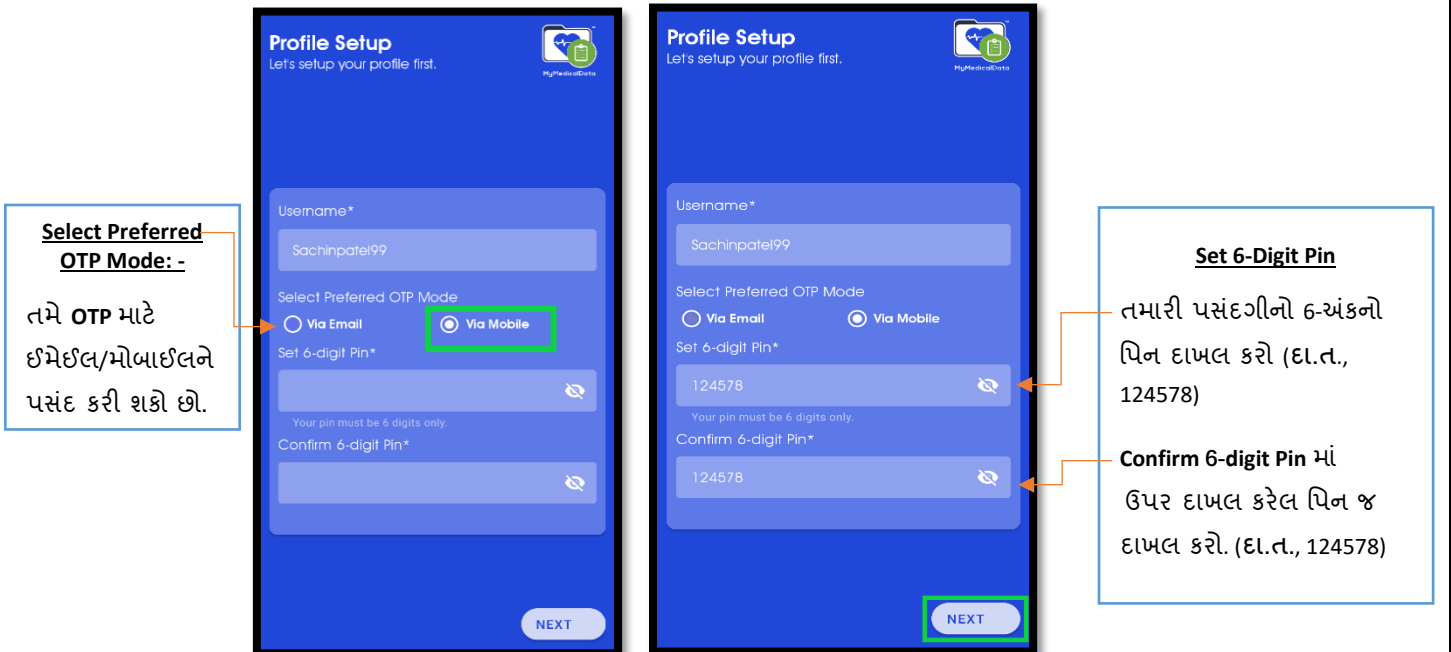 Select Preferred
OTP Mode: -
તમે OTP માટે
ઈમેઈલ/મોબાઈલને
પસંદ કરી શકો છો.
Profile Setup
Let's setup your profile first.
MyMedicalData
Username*
Sachinpatel99
Select Preferred OTP Mode
Via Email
Via Mobile
Set 6-digit Pin*
Your pin must be 6 digits only.
Confirm 6-digit Pin*
NEXT
Profile Setup
Let's setup your profile first.
MyMedicalData
Username*
Sachinpatel99
Select Preferred OTP Mode
Via Email
Via Mobile
Set 6-digit Pin*
124578
Your pin must be 6 digits only.
Confirm 6-digit Pin*
124578
NEXT
Set 6-Digit Pin
તમારી પસંદગીનો 6-અંકનો
પિન દાખલ કરો (દા.ત.,
124578)
Confirm 6-digit Pin માં
ઉપર દાખલ કરેલ પિન જ
દાખલ કરો. (દા.ત., 124578)